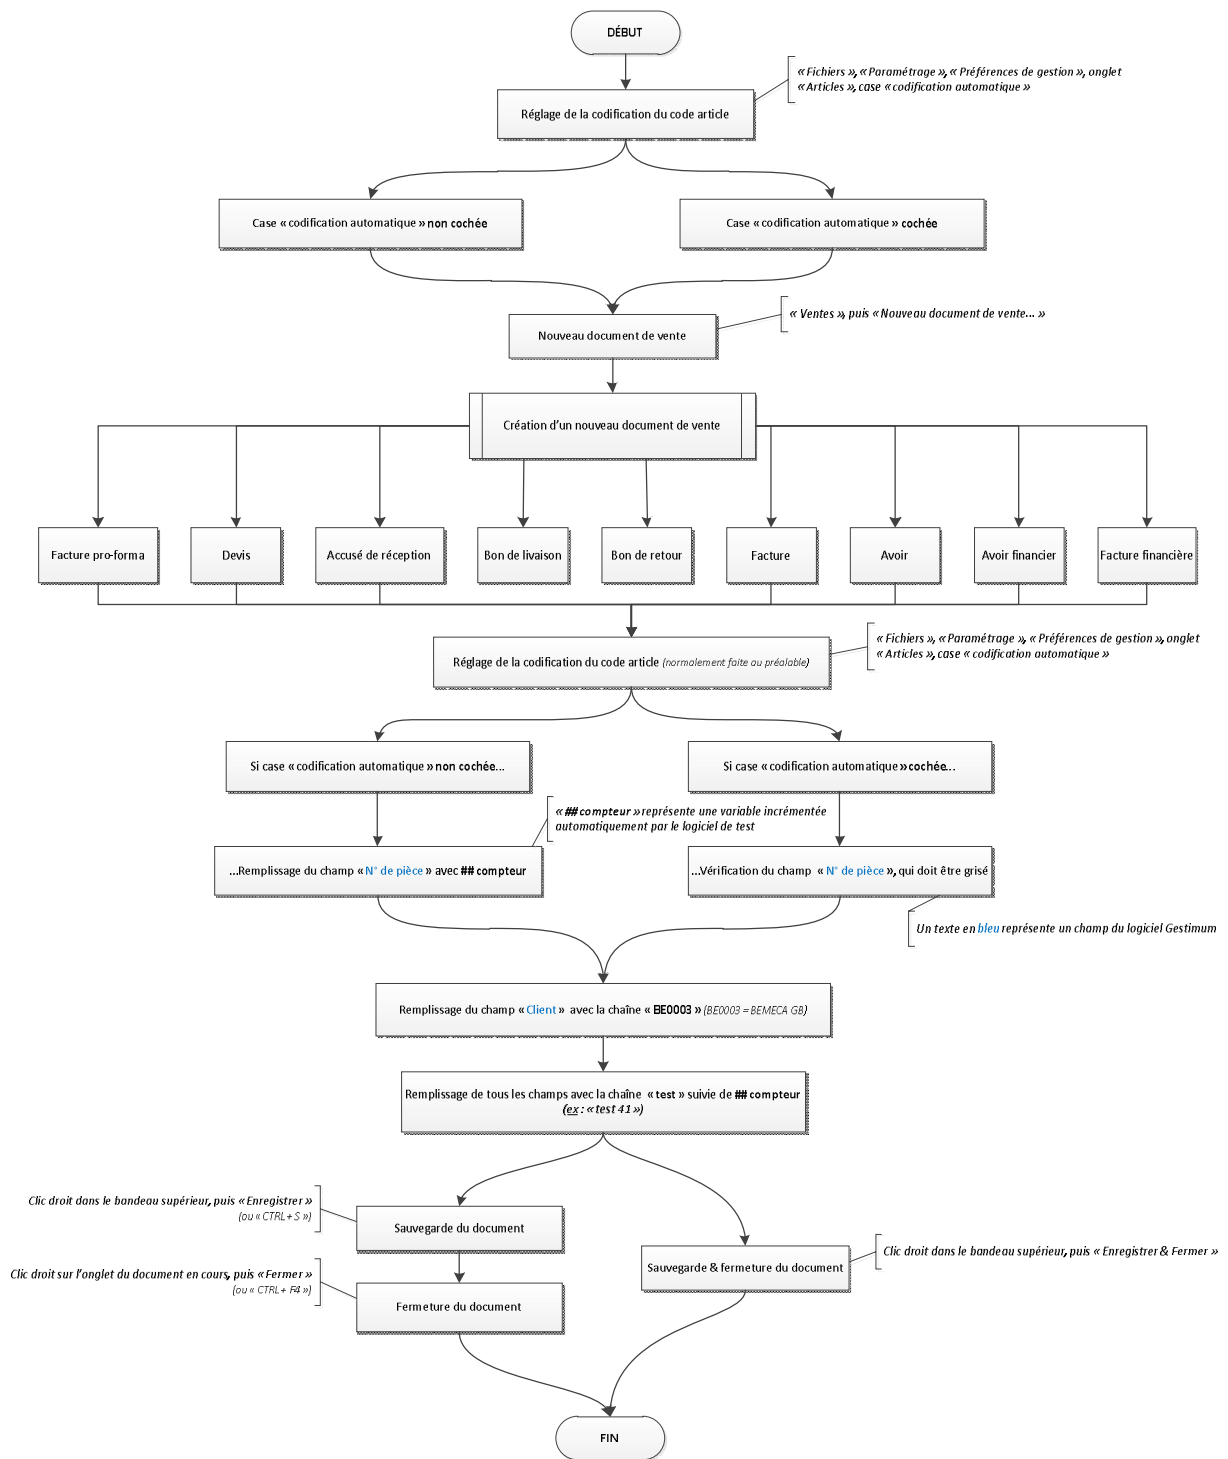 DÉBUT
« Fichiers », « Paramétrage », « Préférences de gestion », onglet
« Articles », case « codification automatique »
Réglage de la codification du code article
Case « codification automatique » non cochée
Case « codification automatique » cochée
« Ventes », puis « Nouveau document de vente... »
Nouveau document de vente
Création d'un nouveau document de vente
Facture pro-forma
Devis
Accusé de réception
Bon de livaison
Bon de retour
Facture
Avoir
Avoir financier
Facture financière
« Fichiers », « Paramétrage », « Préférences de gestion », onglet
« Articles », case « codification automatique »
Réglage de la codification du code article (normalement faite au préalable)
Si case « codification automatique » non cochée...
Si case « codification automatique » cochée...
« ## compteur » représente une variable incrémentée
automatiquement par le logiciel de test
...Remplissage du champ « N° de pièce » avec ## compteur
...Vérification du champ « N° de pièce », qui doit être grisé
Un texte en bleu représente un champ du logiciel Gestimum
Remplissage du champ « Client » avec la chaîne « BE0003 » (BE0003 = BEMECA GB)
Remplissage de tous les champs avec la chaîne « test » suivie de ## compteur
(ex : « test 41 »)
Clic droit dans le bandeau supérieur, puis « Enregistrer »
(ou « CTRL + S »)
Sauvegarde du document
Clic droit dans le bandeau supérieur, puis « Enregistrer & Fermer »
Sauvegarde & fermeture du document
Clic droit sur l'onglet du document en cours, puis « Fermer »
(ou « CTRL + F4 »)
Fermeture du document
FIN